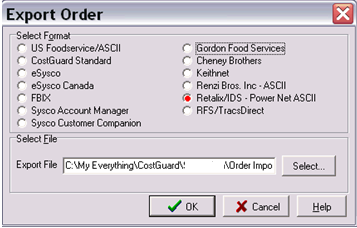 Export Order
Select Format
US Foodservice/ASCII
CostGuard Standard
eSysco
eSysco Canada
FBIX
Sysco Account Manager
Sysco Customer Companion
Gordon Food Services
Cheney Brothers
Keithnet
Renzi Bros. Inc - ASCII
Retalix/IDS - Power Net ASCII
RFS/TracsDirect
Select File
Export File C:\My Everything\CostGuard\ \Order Impo Select...
OK Cancel Help